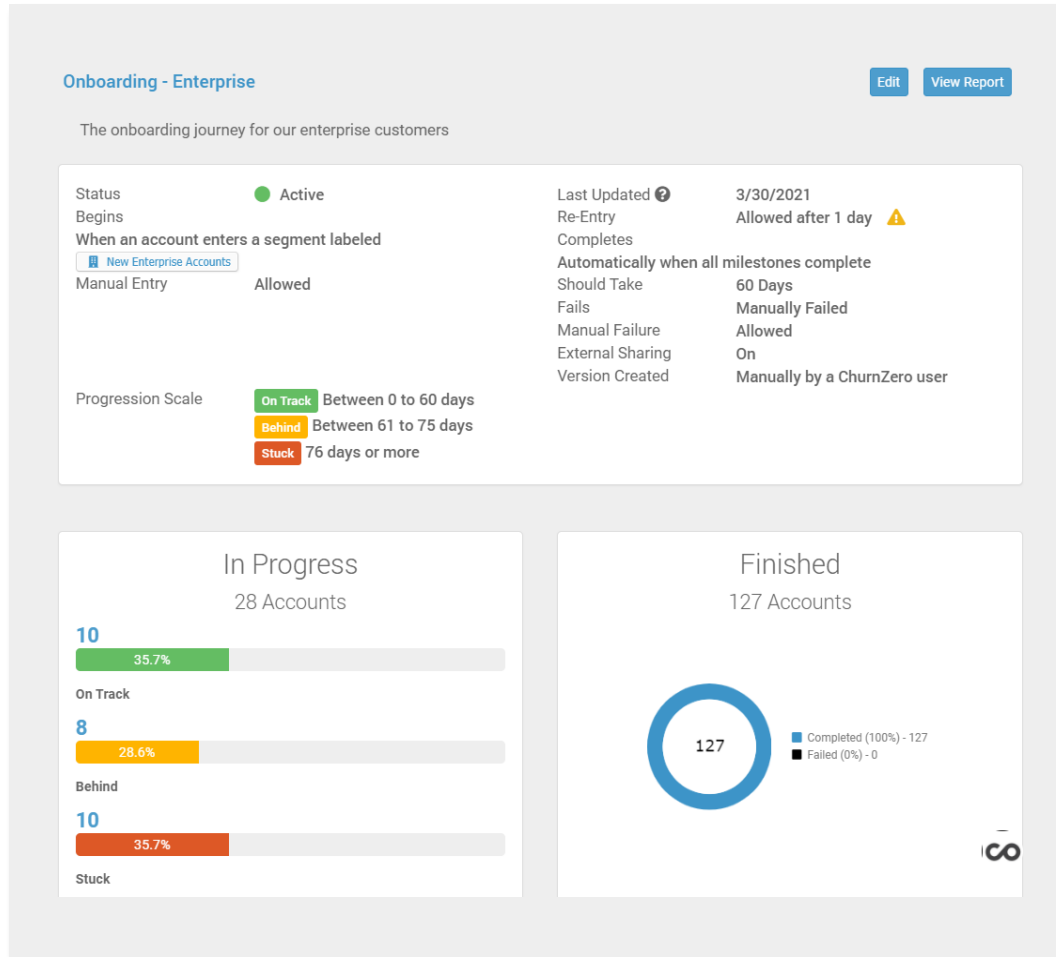 Onboarding - Enterprise
Edit
View Report
The onboarding journey for our enterprise customers
Status Active
Begins
When an account enters a segment labeled
New Enterprise Accounts
Manual Entry Allowed
Progression Scale On Track Between 0 to 60 days
Behind Between 61 to 75 days
Stuck 76 days or more
Last Updated ? 3/30/2021
Re-Entry Allowed after 1 day
Completes
Automatically when all milestones complete
Should Take 60 Days
Fails Manually Failed
Manual Failure Allowed
External Sharing On
Version Created Manually by a ChurnZero user
In Progress
28 Accounts
10
35.7%
On Track
8
28.6%
Behind
10
35.7%
Stuck
Finished
127 Accounts
127
Completed (100%) - 127
Failed (0%) - 0